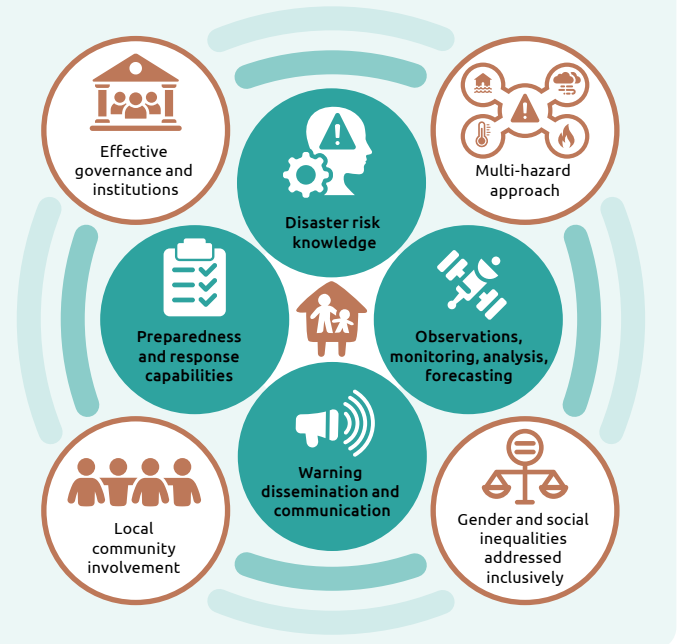 Effective
governance and
institutions
Disaster risk
knowledge
Multi-hazard
approach
Preparedness
and response
capabilities
Observations,
monitoring, analysis,
forecasting
Warning
dissemination and
communication
Local
community
involvement
Gender and social
inequalities
addressed
inclusively